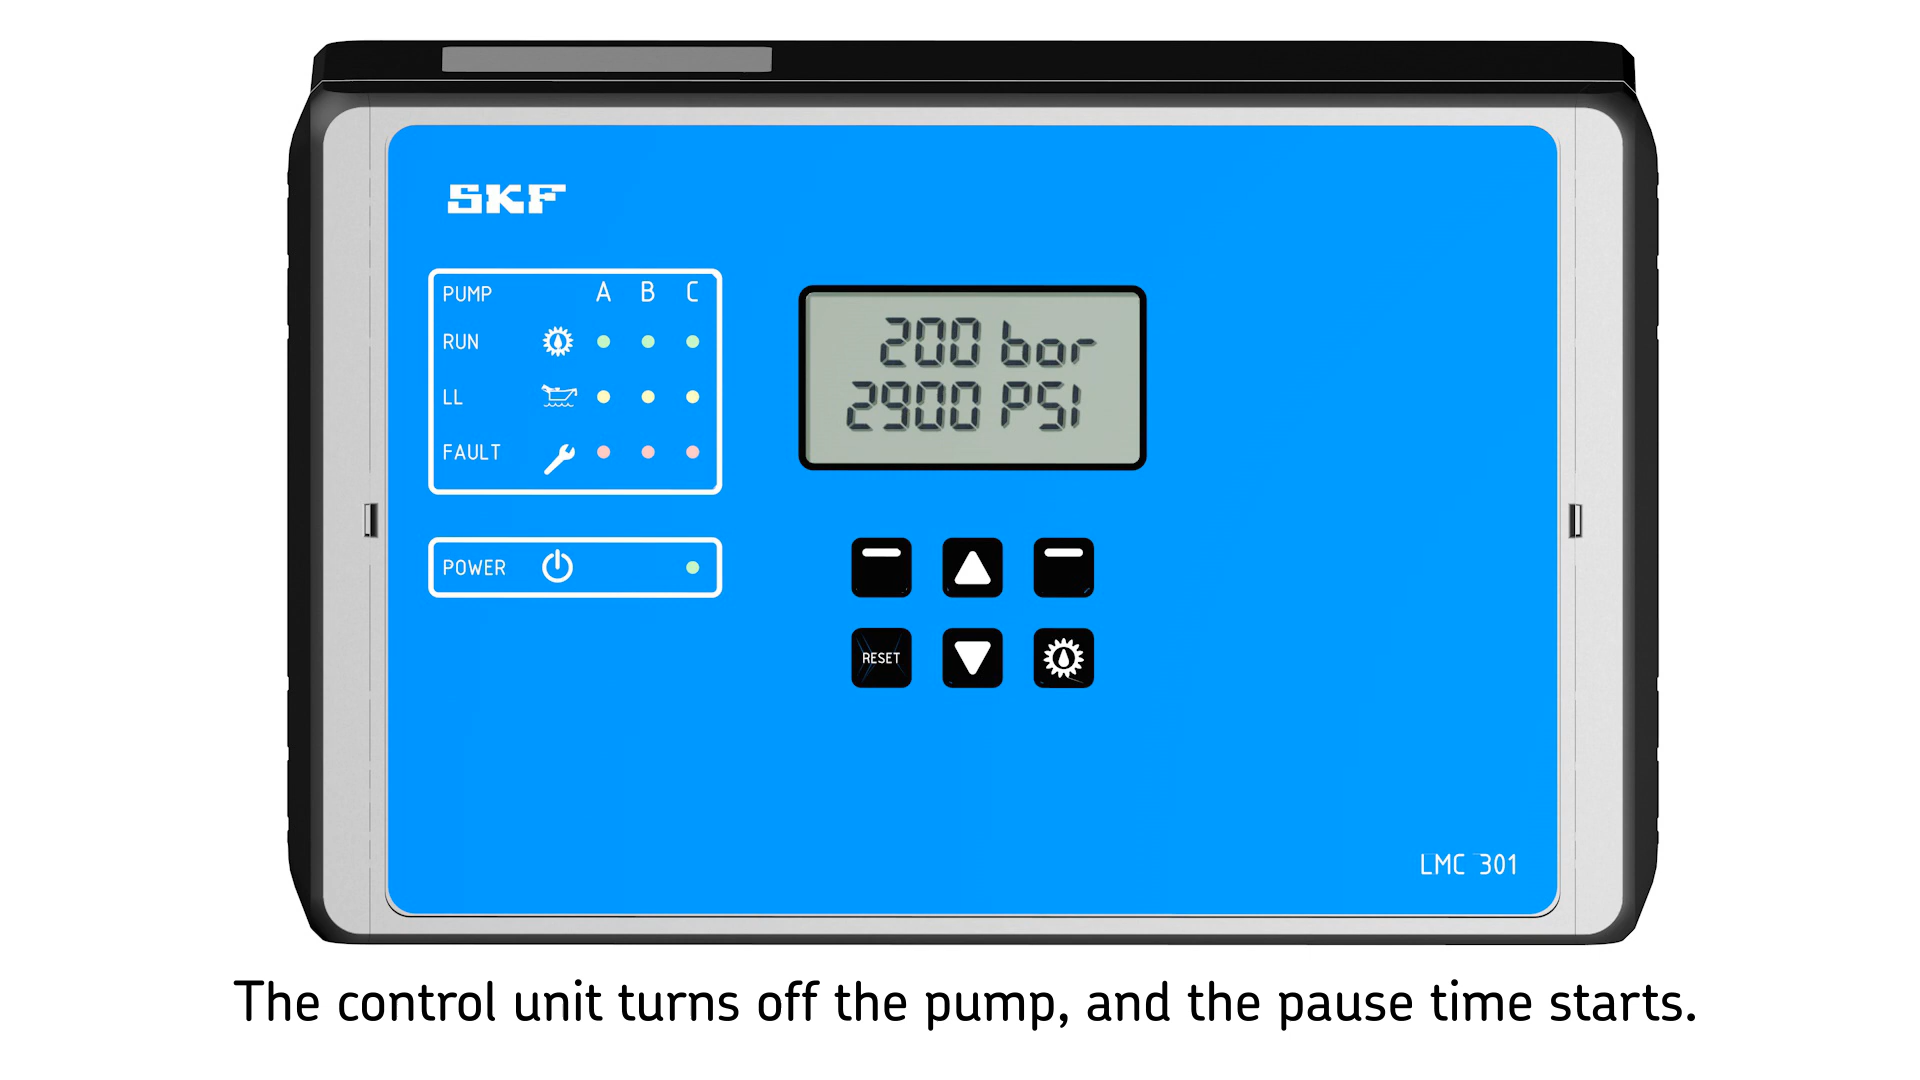 SKF
PUMP A B C
RUN
LL
FAULT
POWER
200 bar
2900 PSI
RESET
LMC 301
The control unit turns off the pump, and the pause time starts.